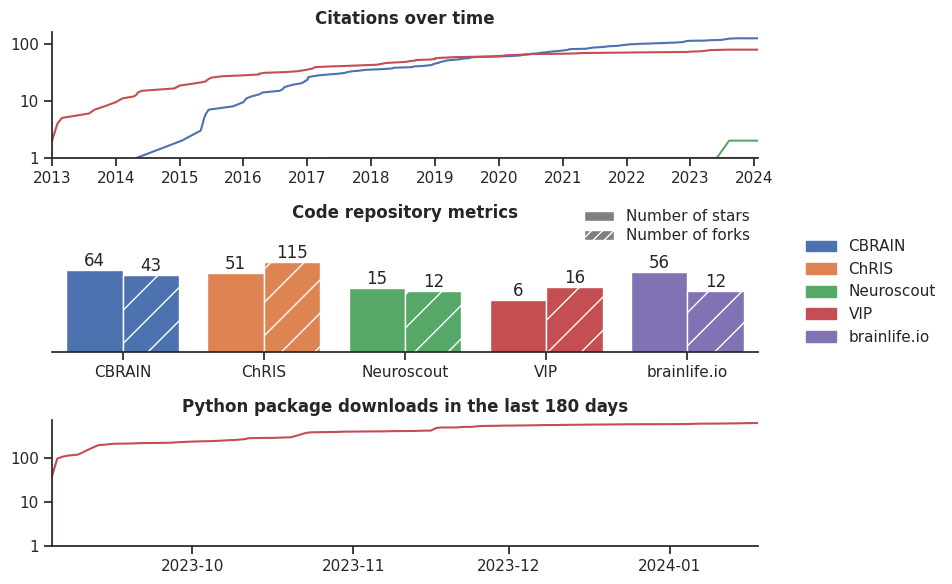 Citations over time
100
10
1
2013 2014 2015 2016 2017 2018 2019 2020 2021 2022 2023 2024
Code repository metrics
Number of stars
Number of forks
64 43 51 115 15 12 6 16 56 12
CBRAIN ChRIS Neuroscout VIP brainlife.io
CBRAIN
ChRIS
Neuroscout
VIP
brainlife.io
Python package downloads in the last 180 days
100
10
1
2023-10 2023-11 2023-12 2024-01